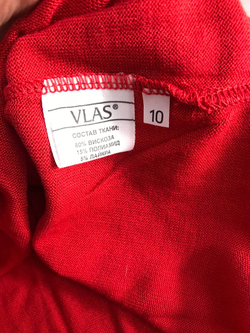 VLAS®
СОСТАВ ТКАНИ:
80% ВИСКОЗА
15% ПОЛИАМИД
5% ЛАЙКРА
10